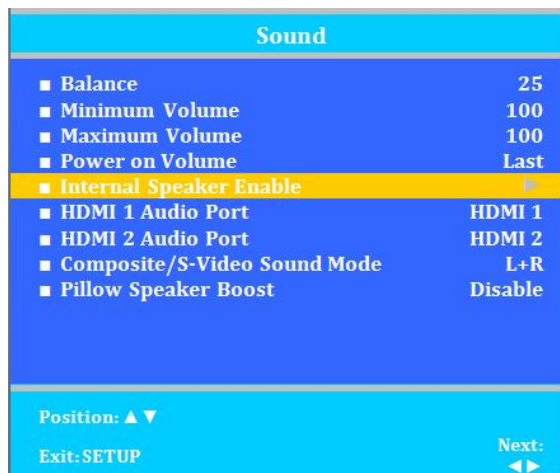 Sound
■ Balance 25
■ Minimum Volume 100
■ Maximum Volume 100
■ Power on Volume Last
■ Internal Speaker Enable ▶
■ HDMI 1 Audio Port HDMI 1
■ HDMI 2 Audio Port HDMI 2
■ Composite/S-Video Sound Mode L+R
■ Pillow Speaker Boost Disable
Position: ▲ ▼
Exit: SETUP Next:
◀ ▶